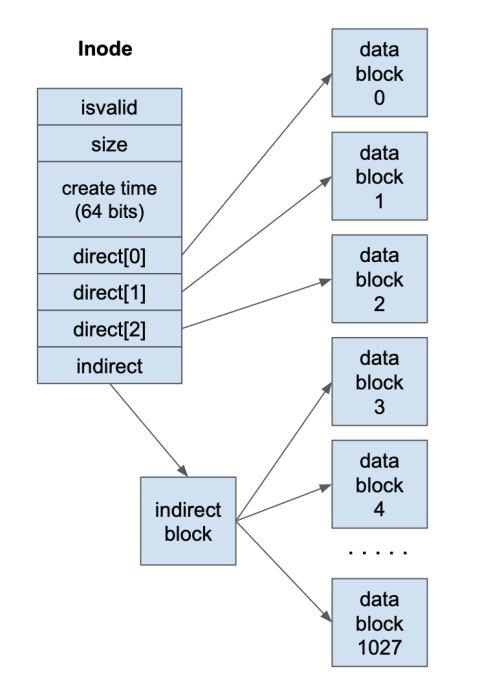 Inode
isvalid
size
create time
(64 bits)
direct[0]
direct[1]
direct[2]
indirect
indirect
block
data
block
0
data
block
1
data
block
2
data
block
3
data
block
4
. . . . .
data
block
1027